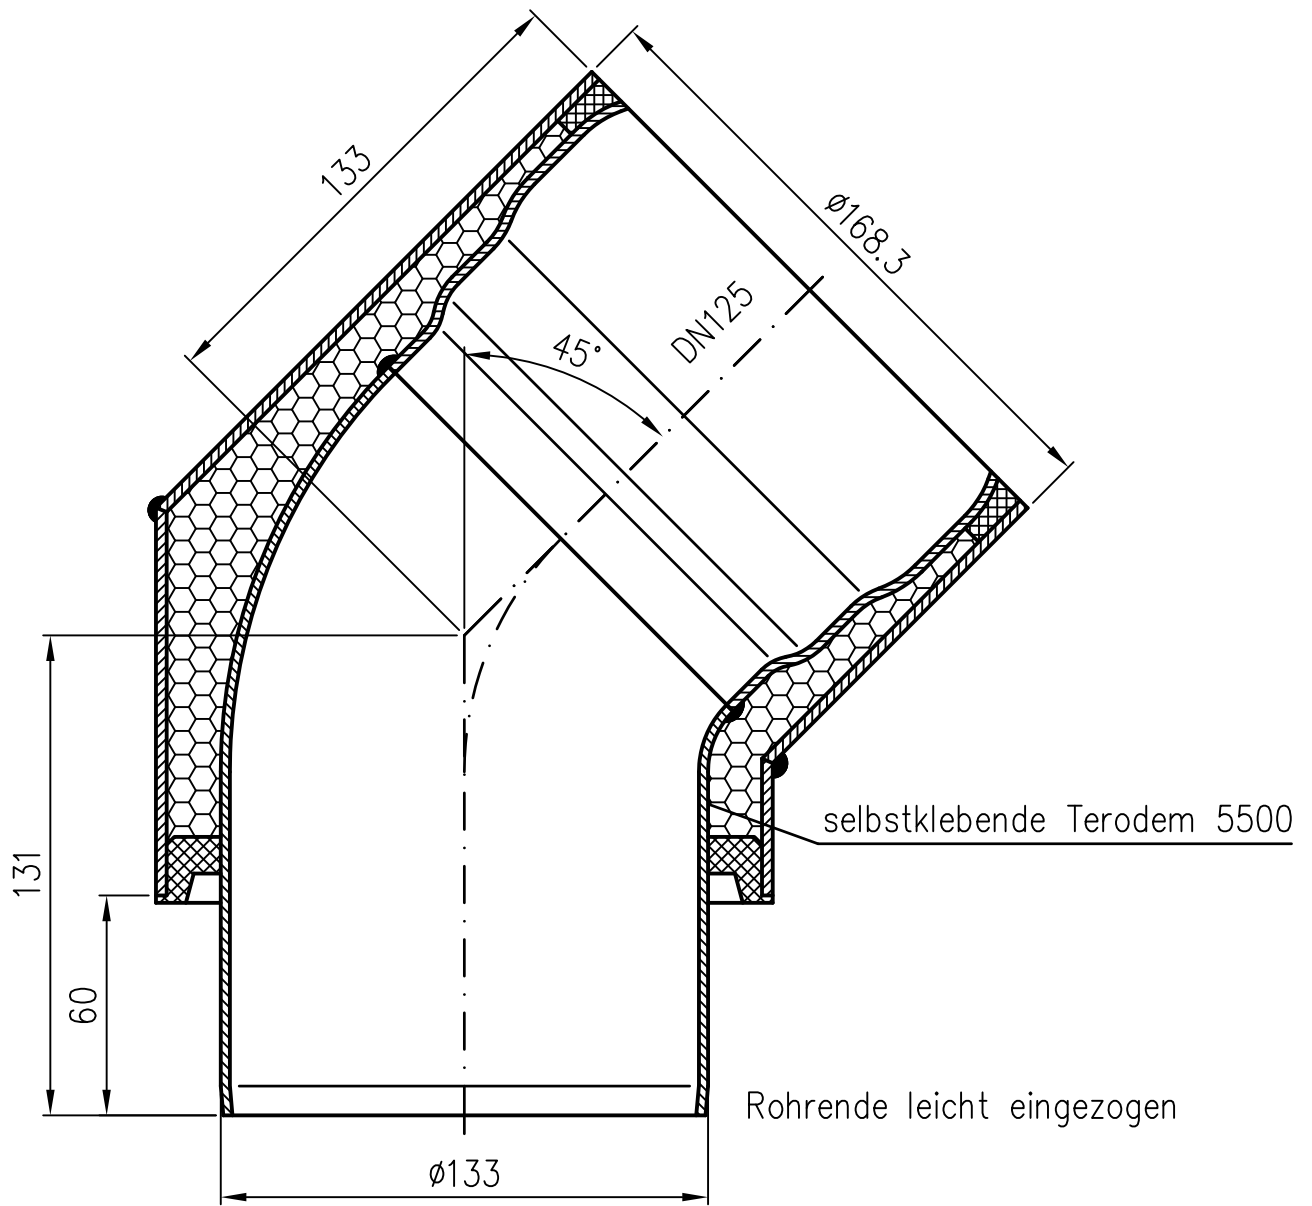 133
ø168.3
DN125
45°
selbstklebende Terodem 5500
131
60
Rohrende leicht eingezogen
ø133